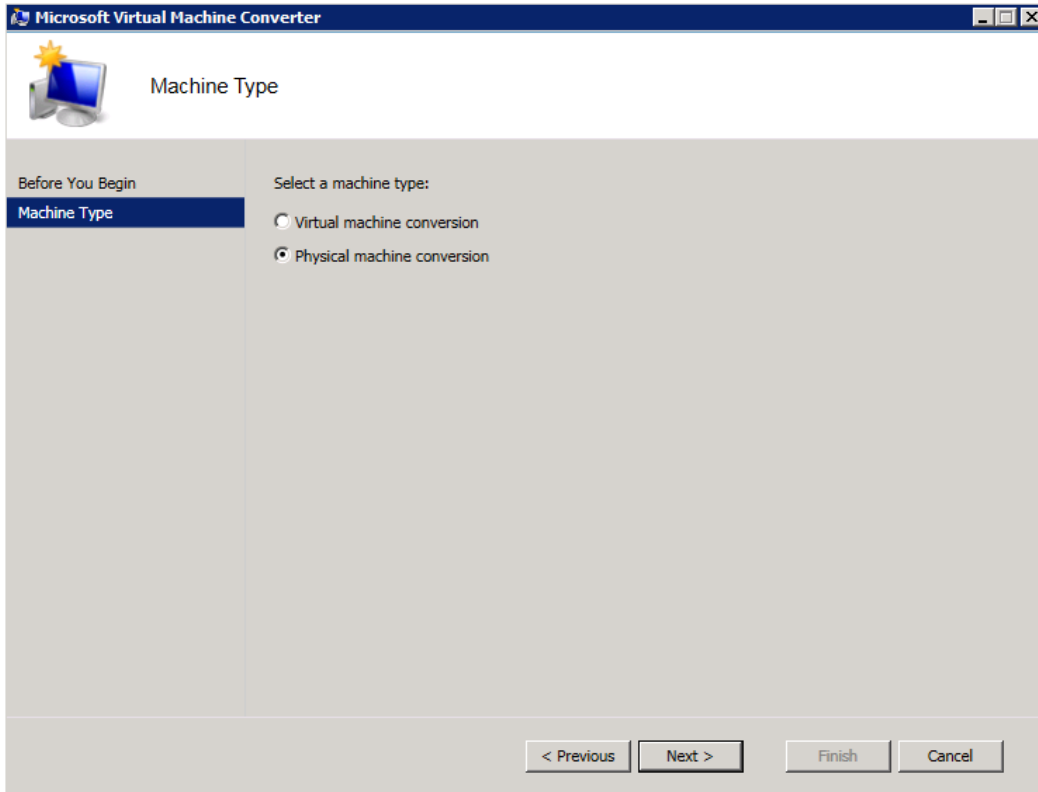 Microsoft Virtual Machine Converter
Machine Type
Before You Begin
Machine Type
Select a machine type:
Virtual machine conversion
Physical machine conversion
< Previous
Next >
Finish
Cancel